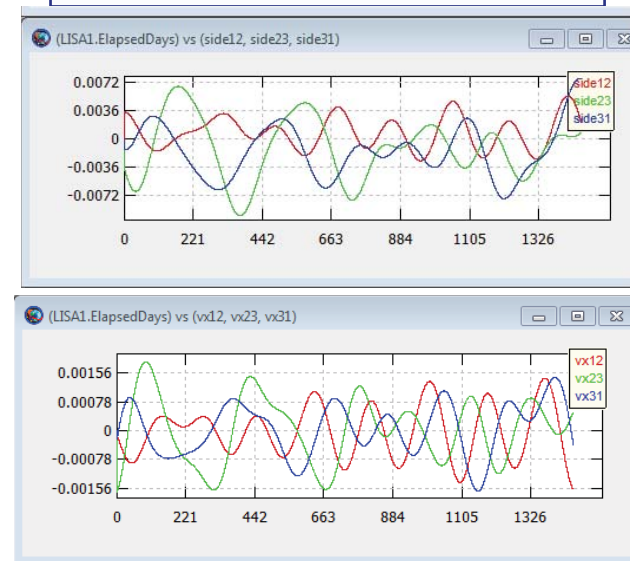 (LISA1.ElapsedDays) vs (side12, side23, side31)
0.0072
0.0036
0
-0.0036
-0.0072
side12
side23
side31
0 221 442 663 884 1105 1326
(LISA1.ElapsedDays) vs (vx12, vx23, vx31)
0.00156
0.00078
0
-0.00078
-0.00156
vx12
vx23
vx31
0 221 442 663 884 1105 1326